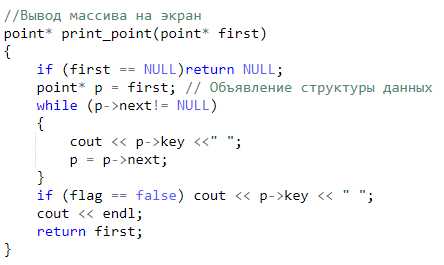 //Вывод массива на экран
point* print_point(point* first)
{
    if (first == NULL)return NULL;
    point* p = first; // Объявление структуры данных
    while (p->next!= NULL)
    {
        cout << p->key <<" ";
        p = p->next;
    }
    if (flag == false) cout << p->key << " ";
    cout << endl;
    return first;
}